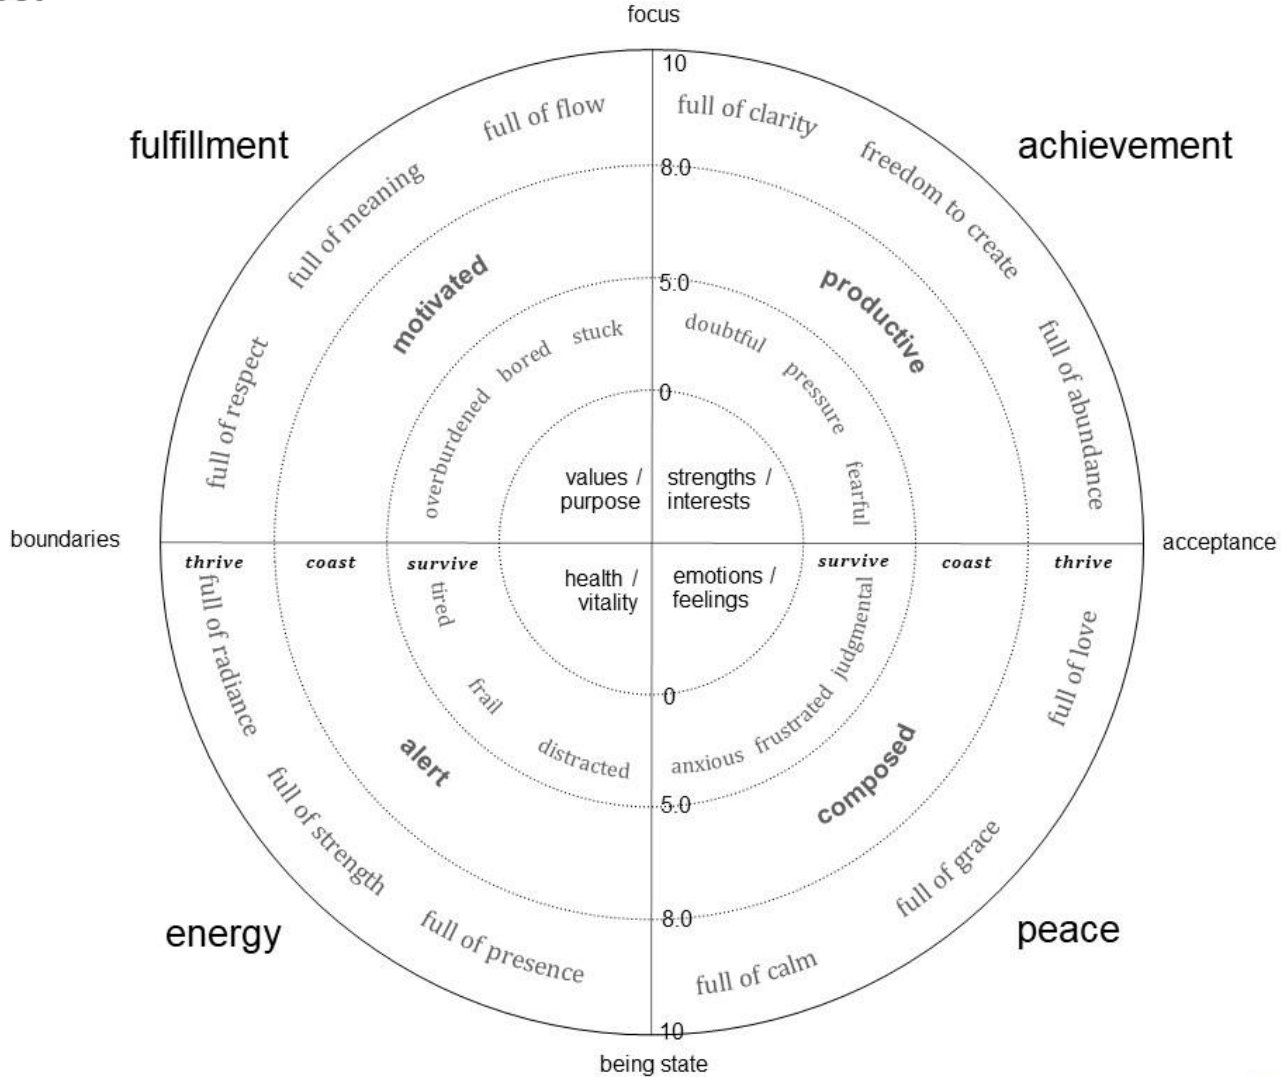 focus
10
full of flow
full of clarity
fulfillment
achievement
full of meaning
freedom to create
8.0
motivated
productive
5.0
full of respect
full of abundance
stuck
doubtful
bored
pressure
overburdened
fearful
0
values /
purpose
strengths /
interests
boundaries
acceptance
thrive
coast
survive
survive
coast
thrive
health /
vitality
emotions /
feelings
tired
judgmental
full of radiance
full of love
frail
frustrated
0
distracted
anxious
alert
composed
5.0
full of strength
full of grace
energy
peace
8.0
full of presence
full of calm
10
being state